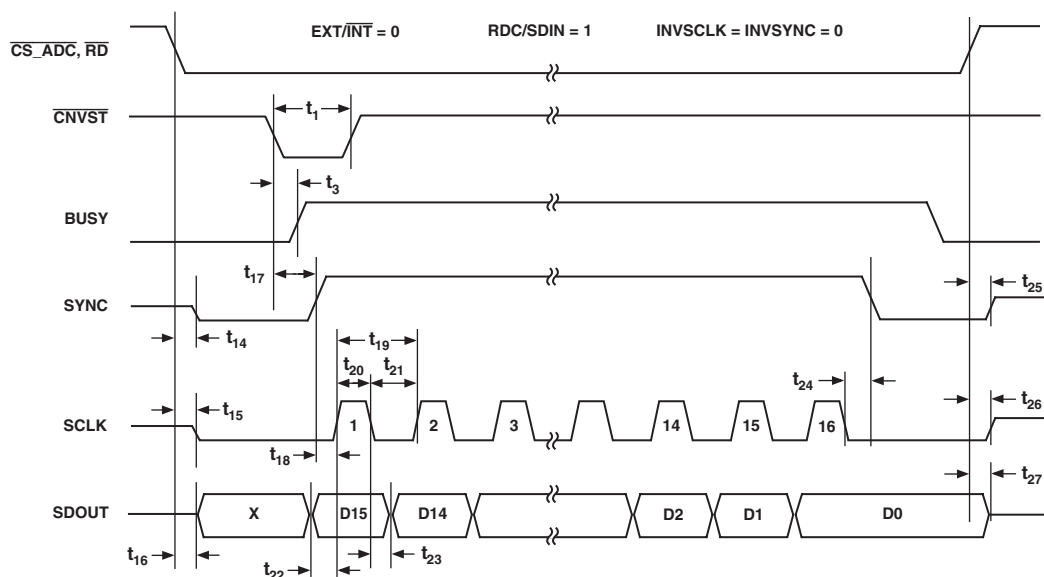 EXT/INT = 0 RDC/SDIN = 1 INVSCLK = INVSYNC = 0
CS_ADC, RD
CNVST
t1
t3
BUSY
t17
SYNC
t25
t14
t19
t20 t21
t24
t15
t26
SCLK
1 2 3 14 15 16
t18
t27
SDOUT
X D15 D14 D2 D1 D0
t16
t22
t23